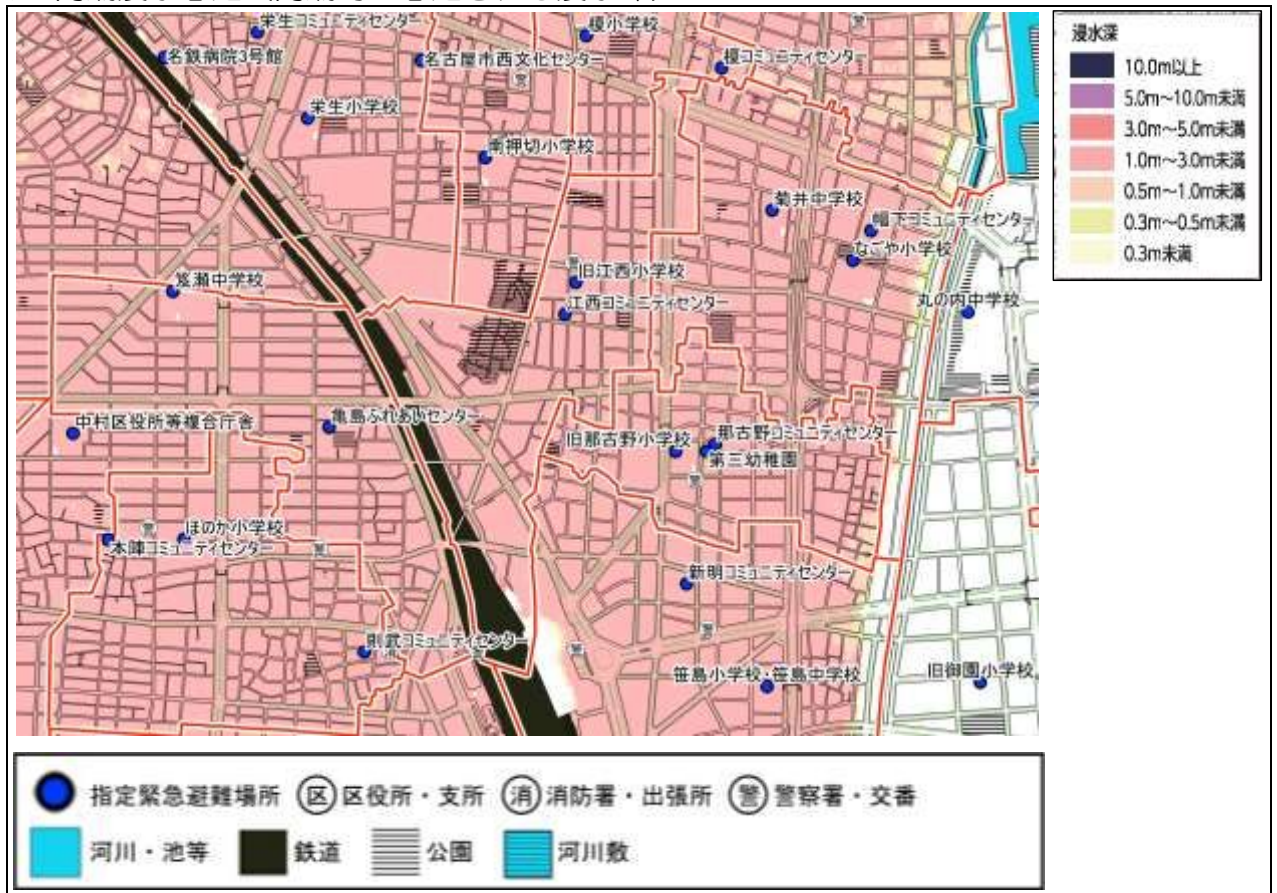 栄生コミュニティセンター
榎小学校
名鉄病院3号館
名古屋市西文化センター
榎コミュニティセンター
栄生小学校
南押切小学校
菊井中学校
幅下コミュニティセンター
なごや小学校
旧江西小学校
笈瀬中学校
江西コミュニティセンター
丸の内中学校
中村区役所等複合庁舎
亀島ふれあいセンター
旧那古野小学校
那古野コミュニティセンター
第三幼稚園
ほのか小学校
本陣コミュニティセンター
新明コミュニティセンター
則武コミュニティセンター
笹島小学校・笹島中学校
旧御園小学校
浸水深
10.0m以上
5.0m~10.0m未満
3.0m~5.0m未満
1.0m~3.0m未満
0.5m~1.0m未満
0.3m~0.5m未満
0.3m未満
指定緊急避難場所 区 区役所・支所 消 消防署・出張所 警 警察署・交番
河川・池等 鉄道 公園 河川敷